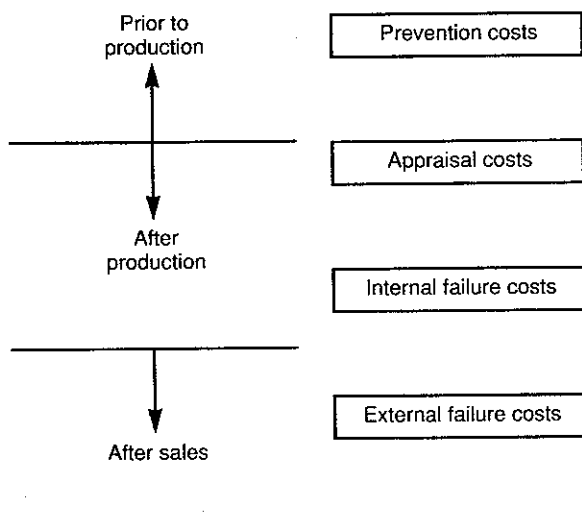 Prior to
production
Prevention costs
Appraisal costs
After
production
Internal failure costs
External failure costs
After sales